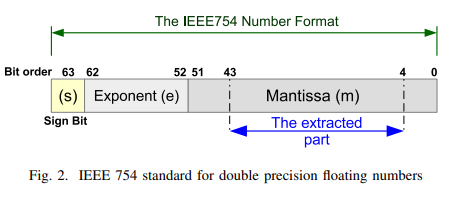 The IEEE754 Number Format
Bit order 63 62 52 51 43 4 0
(s) Exponent (e) Mantissa (m)
Sign Bit
The extracted
part
Fig. 2. IEEE 754 standard for double precision floating numbers